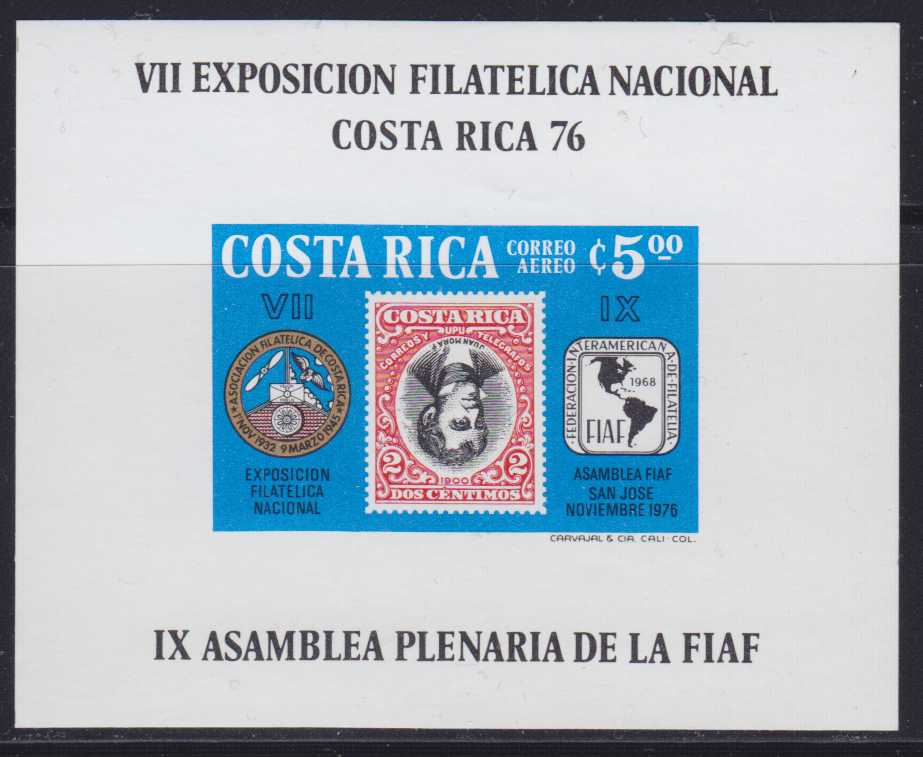 VII EXPOSICION FILATELICA NACIONAL
COSTA RICA 76
COSTA RICA CORREO AEREO ¢5.00
VII
ASOCIACION FILATELICA DE COSTA RICA
11 NOV 1932 9 MARZO 1945
EXPOSICION
FILATELICA
NACIONAL
COSTA RICA
CORREOS Y UPU TELEGRAFOS
JUAN MORA F.
2 2
1900
DOS CÉNTIMOS
IX
FEDERACION INTERAMERICANA DE FILATELIA
1968
FIAF
ASAMBLEA FIAF
SAN JOSE
NOVIEMBRE 1976
CARVAJAL & CIA. CALI - COL.
IX ASAMBLEA PLENARIA DE LA FIAF